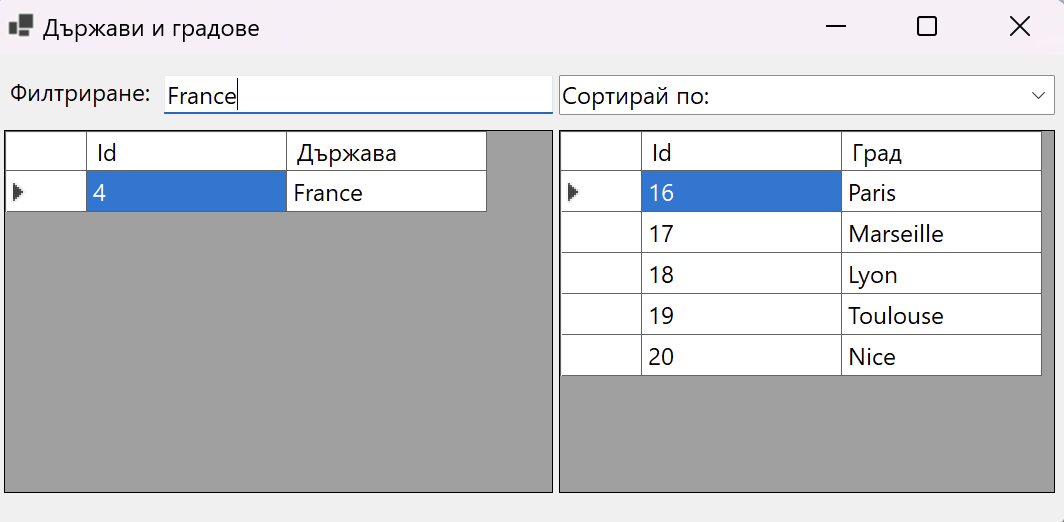 Държави и градове
Филтриране: France Сортирай по:
Id Държава
4 France
Id Град
16 Paris
17 Marseille
18 Lyon
19 Toulouse
20 Nice